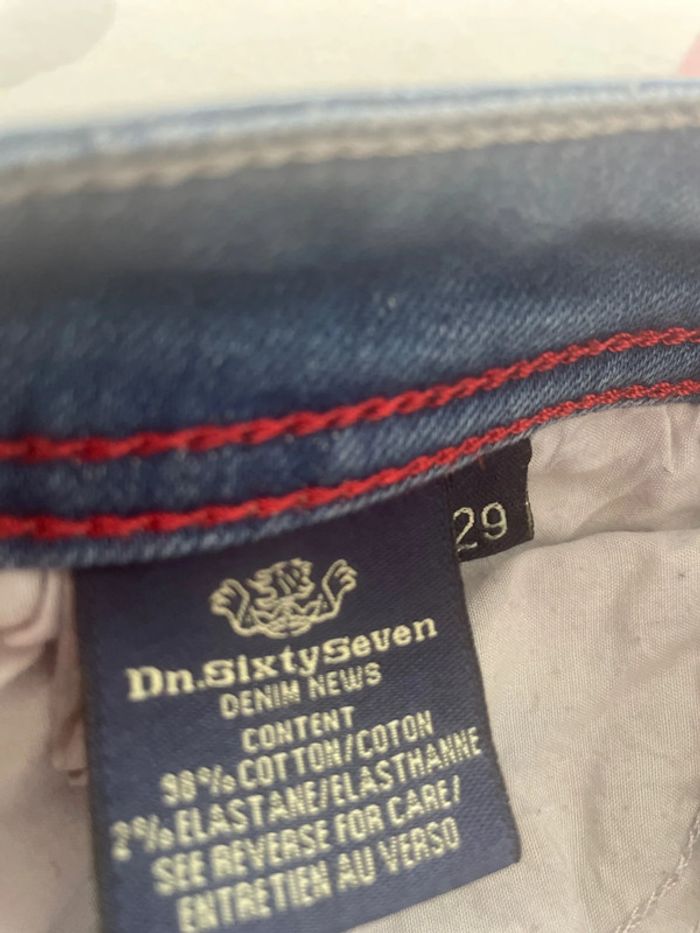 29
Dn.SixtySeven
DENIM NEWS
CONTENT
98% COTTON/COTON
2% ELASTANE/ELASTHANNE
SEE REVERSE FOR CARE/
ENTRETIEN AU VERSO